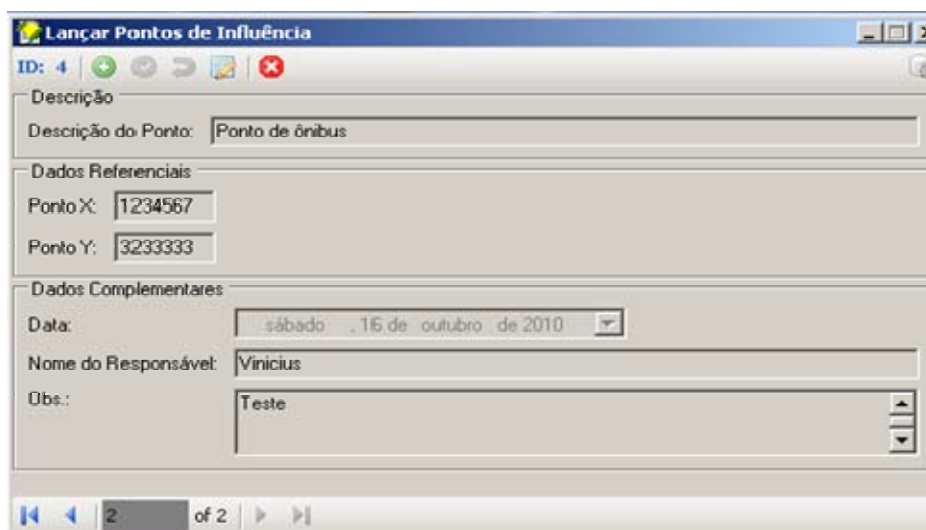 Lançar Pontos de Influência
ID: 4
Descrição
Descrição do Ponto: Ponto de ônibus
Dados Referenciais
Ponto X: 1234567
Ponto Y: 3233333
Dados Complementares
Data: sábado , 16 de outubro de 2010
Nome do Responsável: Vinicius
Obs.: Teste
2 of 2